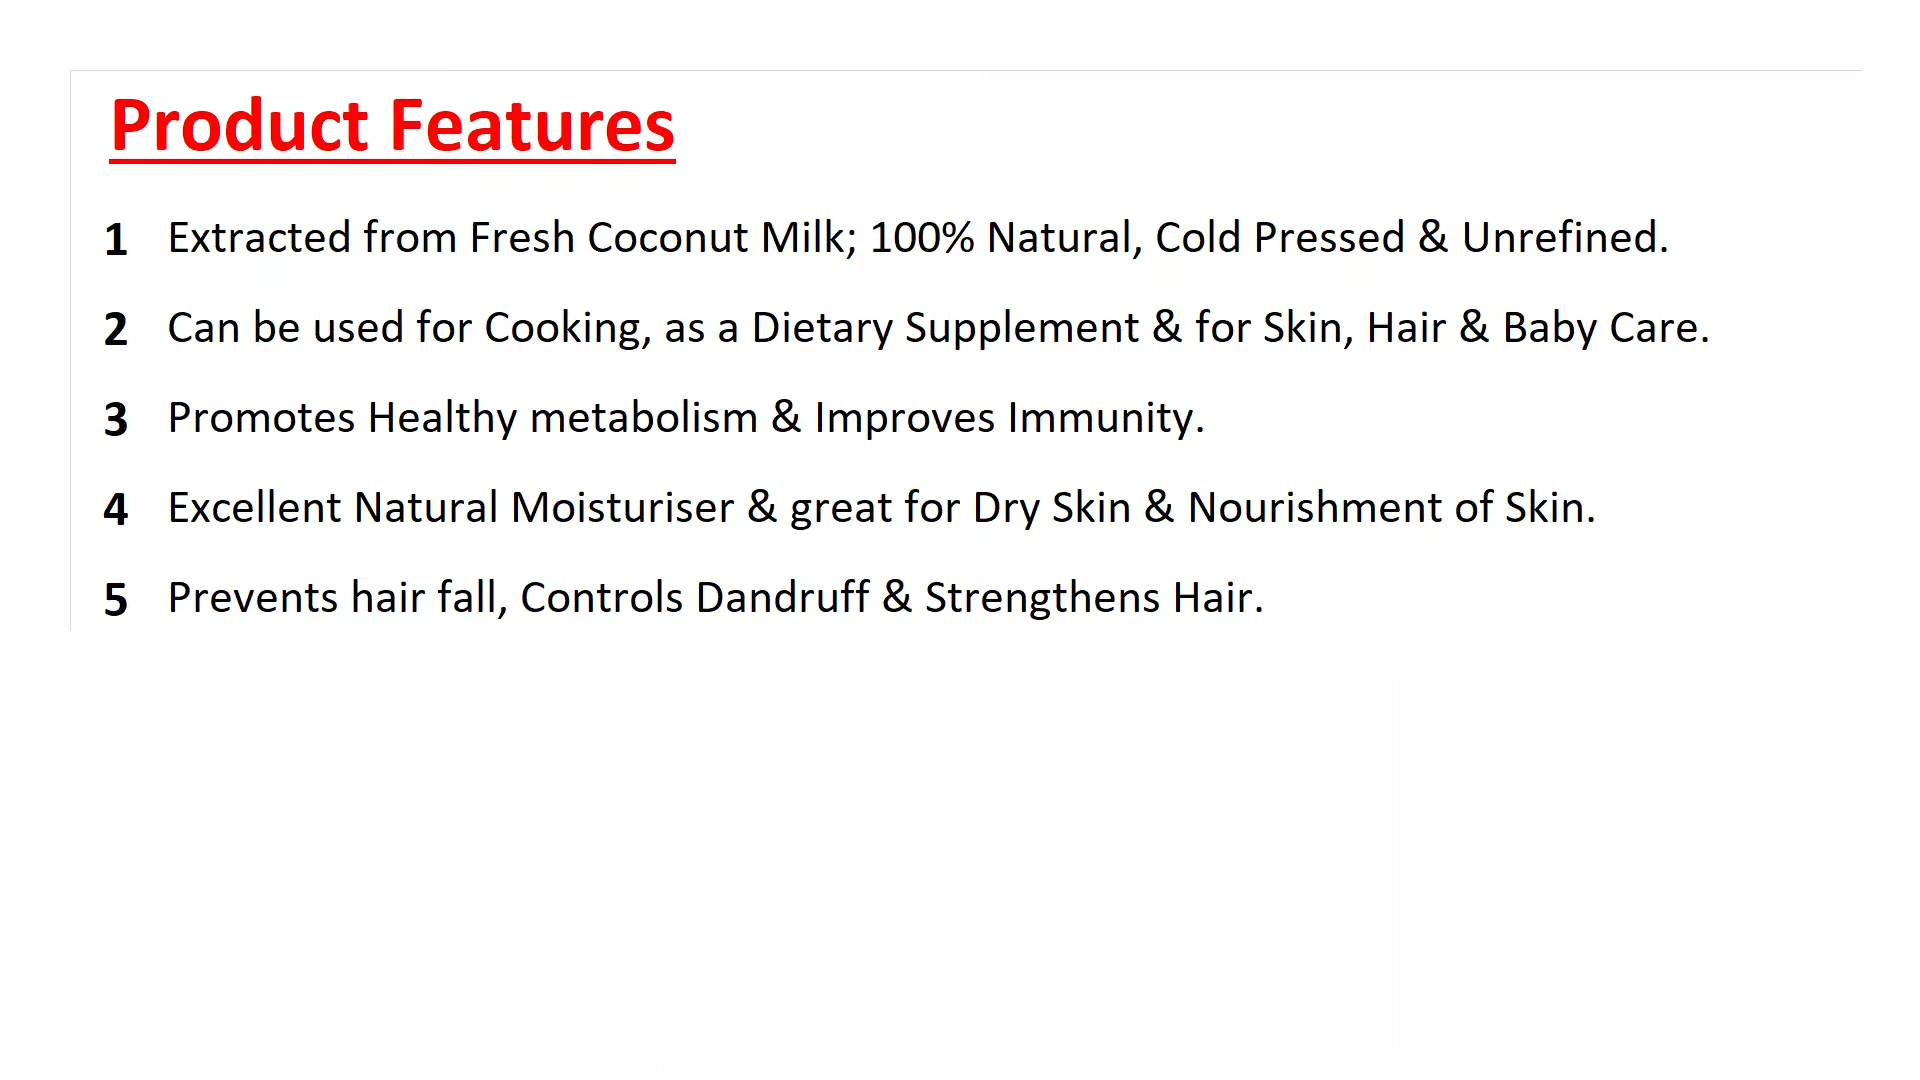 Product Features
1 Extracted from Fresh Coconut Milk; 100% Natural, Cold Pressed & Unrefined.
2 Can be used for Cooking, as a Dietary Supplement & for Skin, Hair & Baby Care.
3 Promotes Healthy metabolism & Improves Immunity.
4 Excellent Natural Moisturiser & great for Dry Skin & Nourishment of Skin.
5 Prevents hair fall, Controls Dandruff & Strengthens Hair.